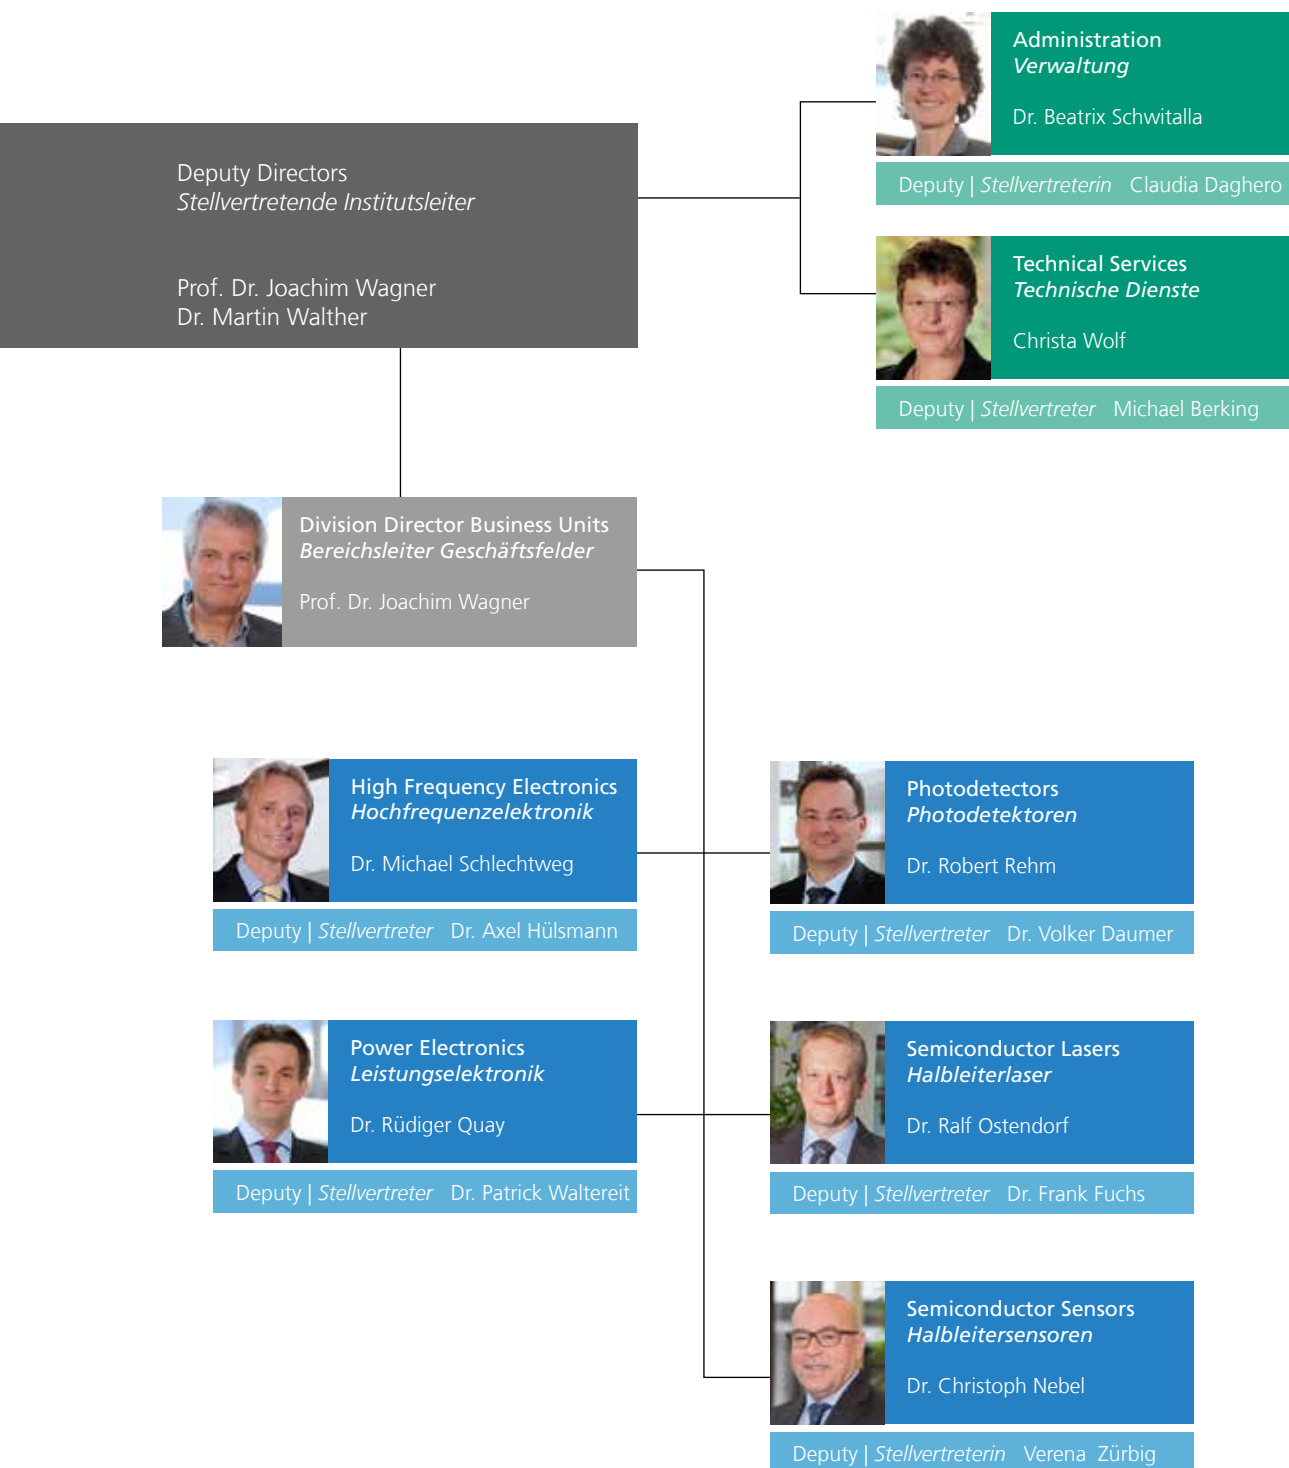 Administration
Verwaltung
Dr. Beatrix Schwitalla
Deputy | Stellvertreterin Claudia Daghero
Deputy Directors
Stellvertretende Institutsleiter
Prof. Dr. Joachim Wagner
Dr. Martin Walther
Technical Services
Technische Dienste
Christa Wolf
Deputy | Stellvertreter Michael Berking
Division Director Business Units
Bereichsleiter Geschäftsfelder
Prof. Dr. Joachim Wagner
High Frequency Electronics
Hochfrequenzelektronik
Dr. Michael Schlechtweg
Deputy | Stellvertreter Dr. Axel Hülsmann
Photodetectors
Photodetektoren
Dr. Robert Rehm
Deputy | Stellvertreter Dr. Volker Daumer
Power Electronics
Leistungselektronik
Dr. Rüdiger Quay
Deputy | Stellvertreter Dr. Patrick Waltereit
Semiconductor Lasers
Halbleiterlaser
Dr. Ralf Ostendorf
Deputy | Stellvertreter Dr. Frank Fuchs
Semiconductor Sensors
Halbleitersensoren
Dr. Christoph Nebel
Deputy | Stellvertreterin Verena Zürbig